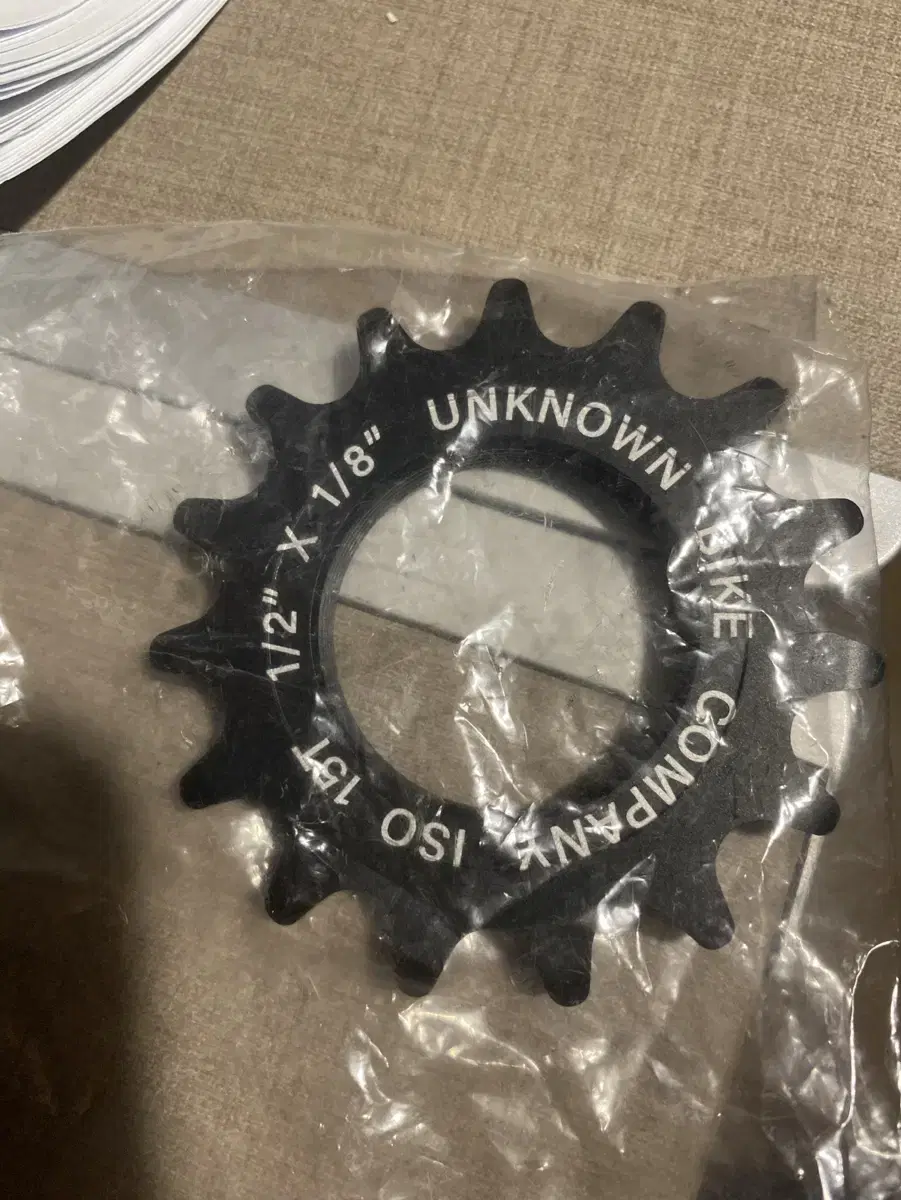 UNKNOWN
BIKE
COMPANY
ISO 15T
1/2" X 1/8"